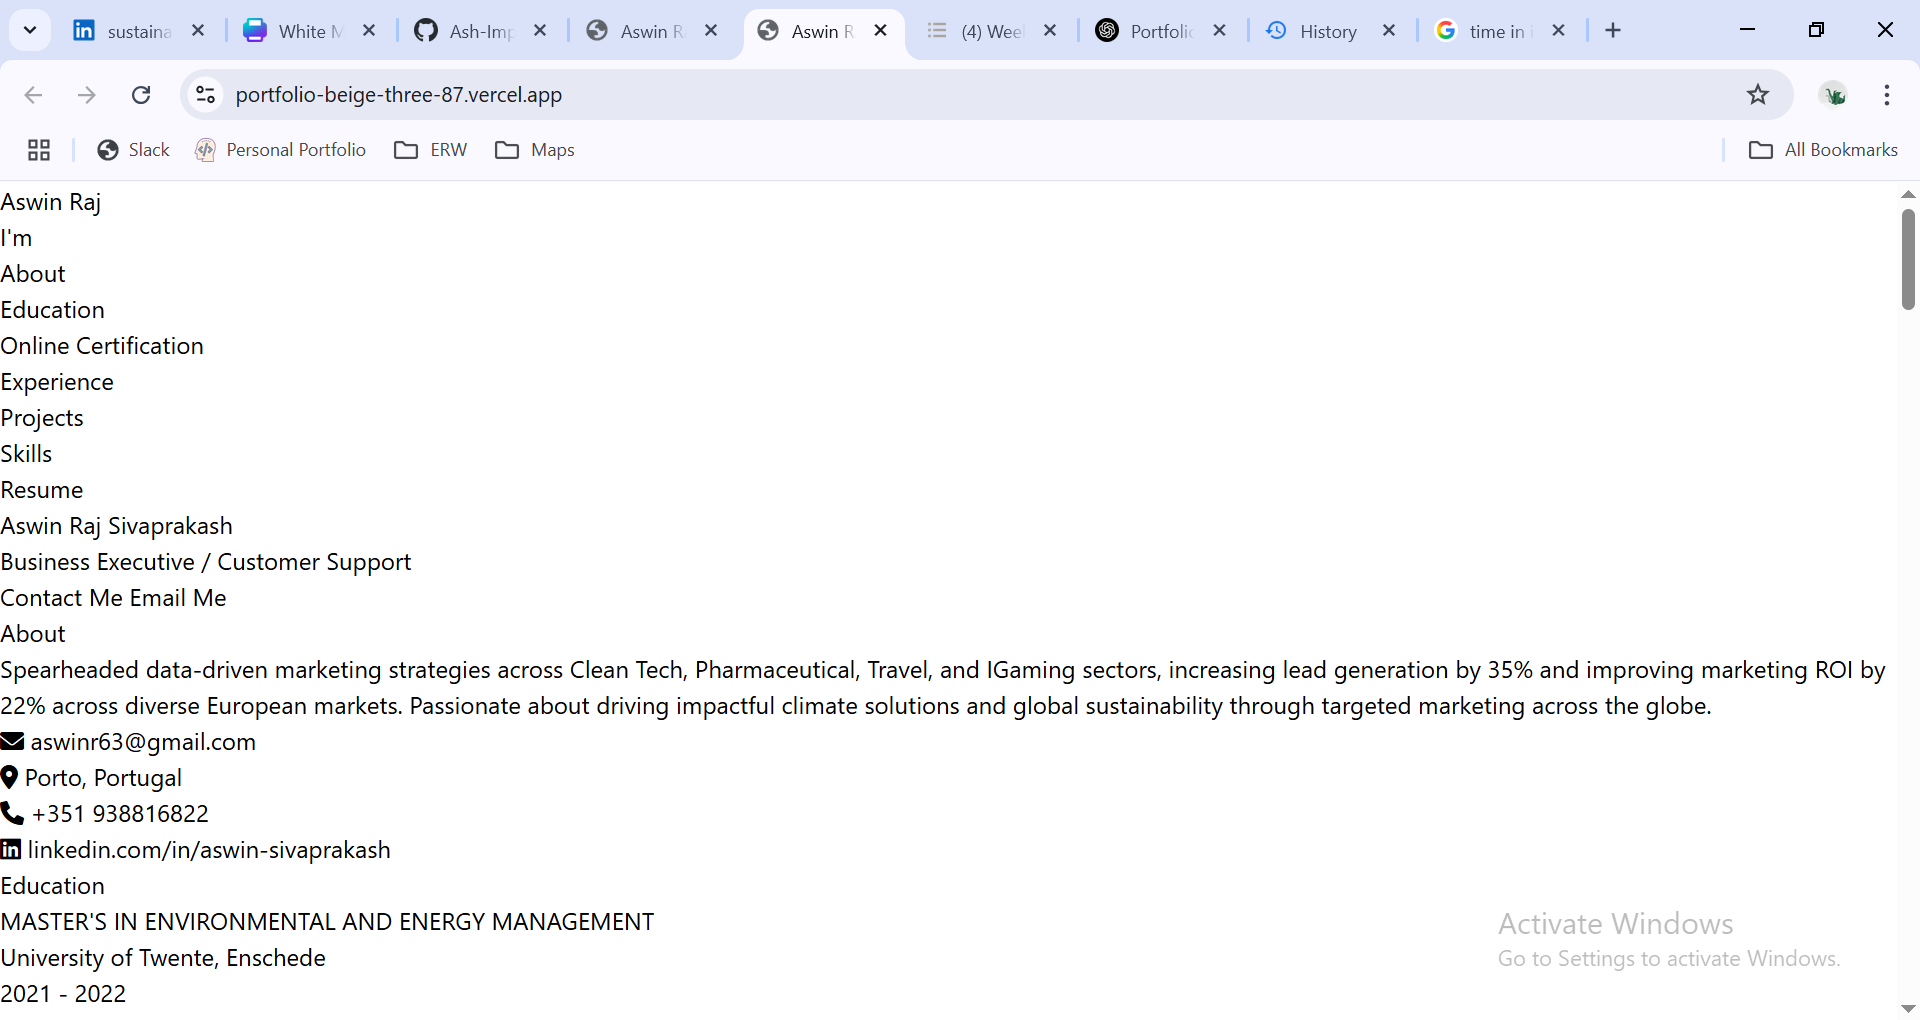 sustaina
White M
Ash-Imp
Aswin R
Aswin R
(4) Wee
Portfolio
History
time in i
portfolio-beige-three-87.vercel.app
Slack
Personal Portfolio
ERW
Maps
All Bookmarks
Aswin Raj
I'm
About
Education
Online Certification
Experience
Projects
Skills
Resume
Aswin Raj Sivaprakash
Business Executive / Customer Support
Contact Me Email Me
About
Spearheaded data-driven marketing strategies across Clean Tech, Pharmaceutical, Travel, and IGaming sectors, increasing lead generation by 35% and improving marketing ROI by
22% across diverse European markets. Passionate about driving impactful climate solutions and global sustainability through targeted marketing across the globe.
aswinr63@gmail.com
Porto, Portugal
+351 938816822
linkedin.com/in/aswin-sivaprakash
Education
MASTER'S IN ENVIRONMENTAL AND ENERGY MANAGEMENT
University of Twente, Enschede
2021 - 2022
Activate Windows
Go to Settings to activate Windows.